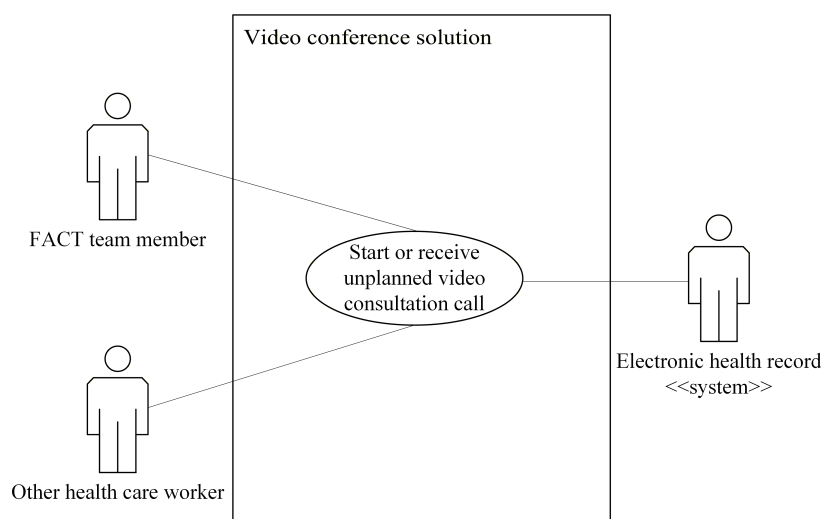 Video conference solution
FACT team member
Start or receive
unplanned video
consultation call
Electronic health record
<<system>>
Other health care worker